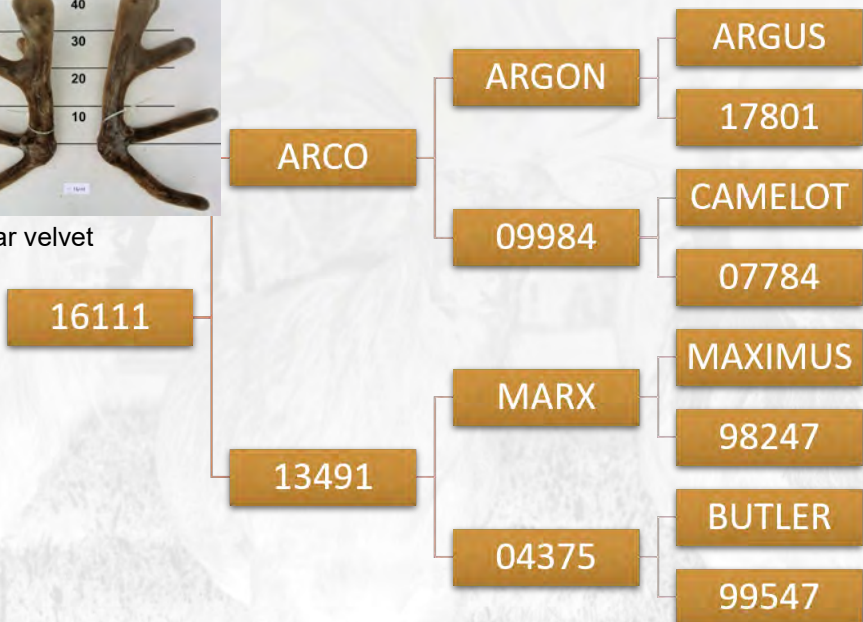 40
30
20
10
ar velvet
16111
ARCO
13491
ARGON
09984
MARX
04375
ARGUS
17801
CAMELOT
07784
MAXIMUS
98247
BUTLER
99547